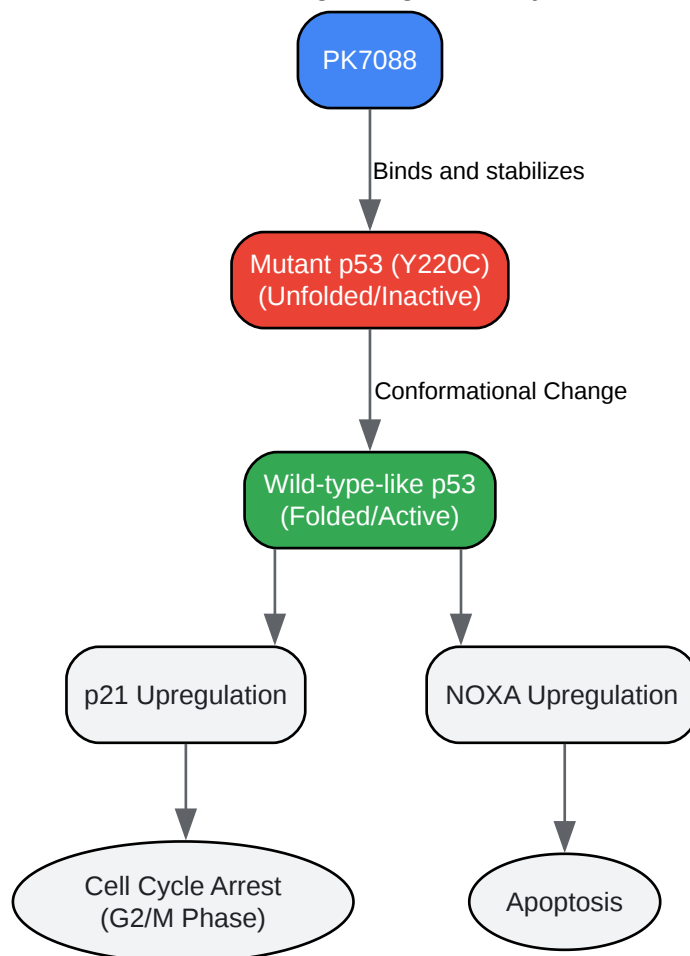 PK7088
Binds and stabilizes
Mutant p53 (Y220C)
(Unfolded/Inactive)
Conformational Change
Wild-type-like p53
(Folded/Active)
p21 Upregulation
NOXA Upregulation
Cell Cycle Arrest
(G2/M Phase)
Apoptosis